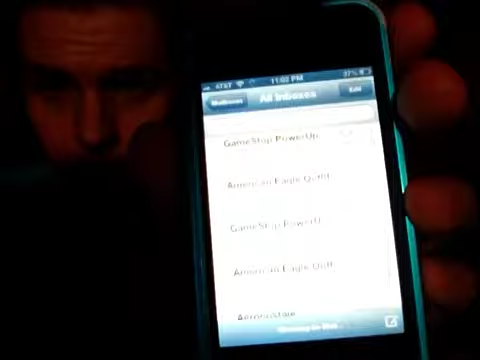 AT&T 11:02 PM 37%
Mailboxes All Inboxes Edit
GameStop PowerUp
American Eagle Outfit
GameStop PowerU
American Eagle Outf
Aeropostale